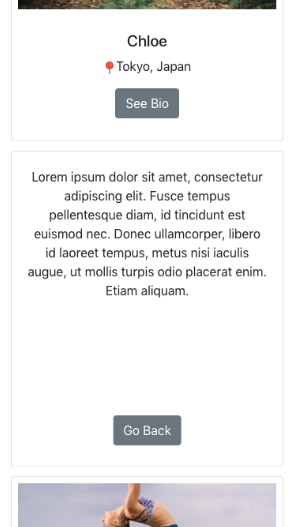 Chloe
📍Tokyo, Japan
See Bio
Lorem ipsum dolor sit amet, consectetur
adipiscing elit. Fusce tempus
pellentesque diam, id tincidunt est
euismod nec. Donec ullamcorper, libero
id laoreet tempus, metus nisi iaculis
augue, ut mollis turpis odio placerat enim.
Etiam aliquam.
Go Back